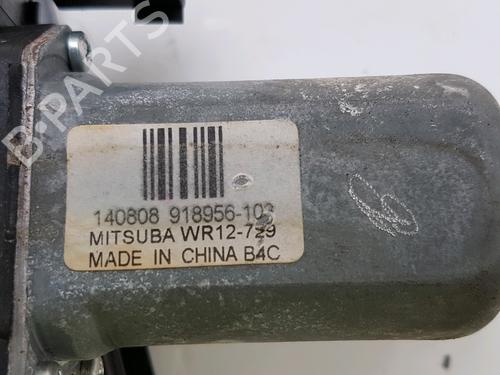 B-PARTS
140808 918956-103
MITSUBA WR12-729
MADE IN CHINA B4C